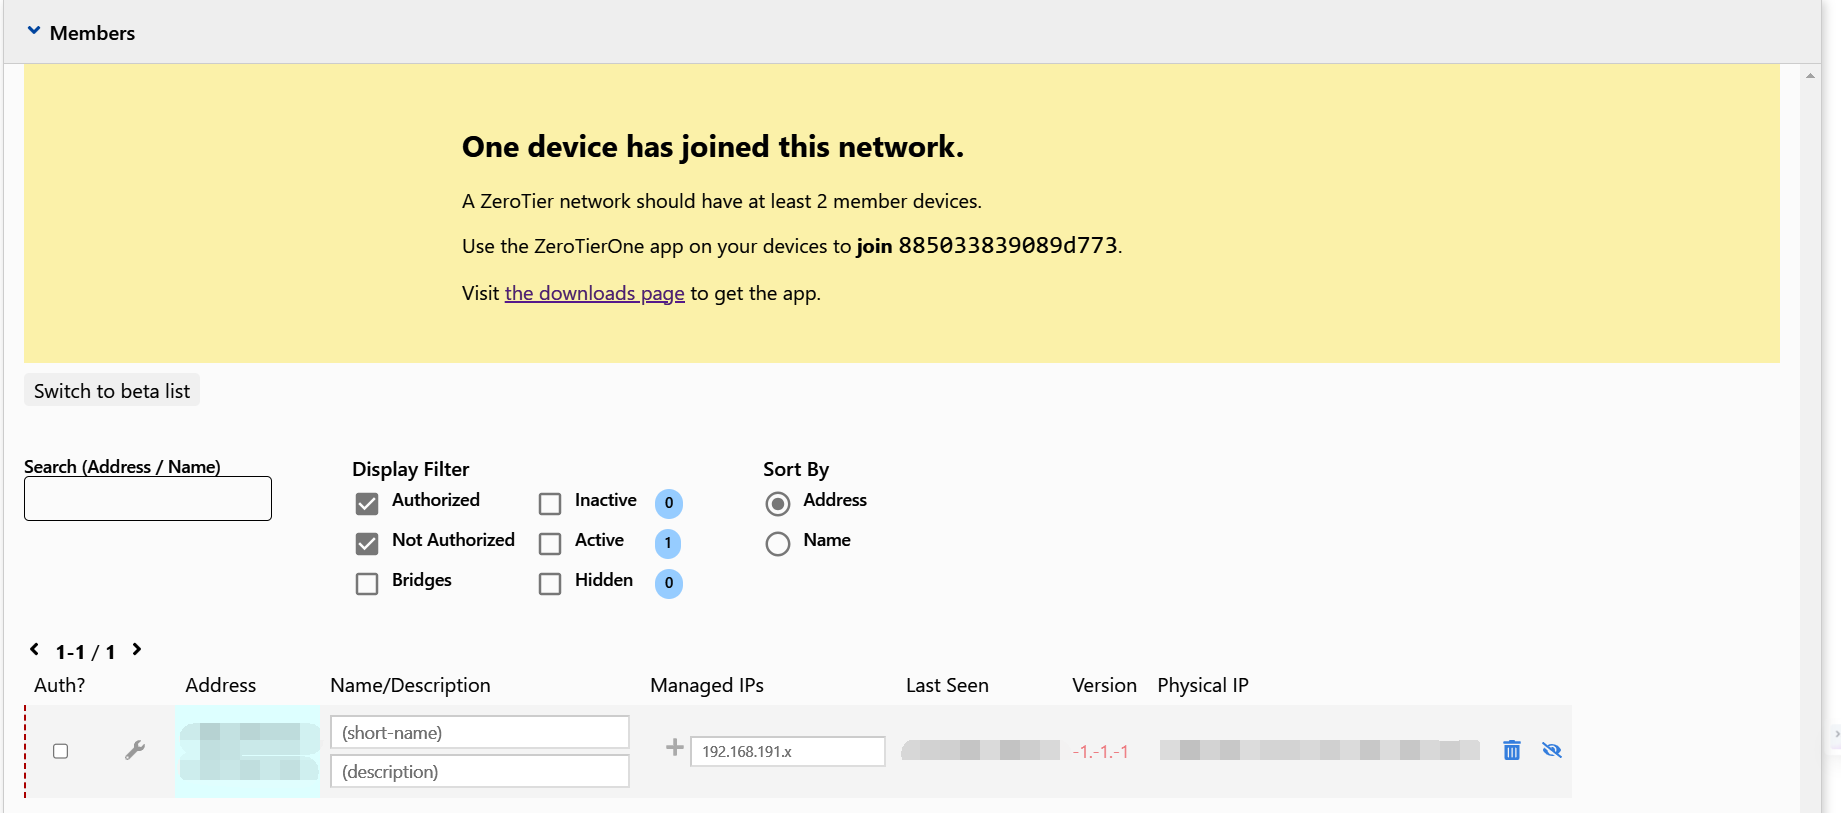 Members
One device has joined this network.
A ZeroTier network should have at least 2 member devices.
Use the ZeroTierOne app on your devices to join 885033839089d773.
Visit the downloads page to get the app.
Switch to beta list
Search (Address / Name)
Display Filter
Sort By
Authorized
Inactive
0
Address
Not Authorized
Active
1
Name
Bridges
Hidden
0
1-1 / 1
Auth?
Address
Name/Description
Managed IPs
Last Seen
Version
Physical IP
(short-name)
(description)
192.168.191.x
-1.-1.-1